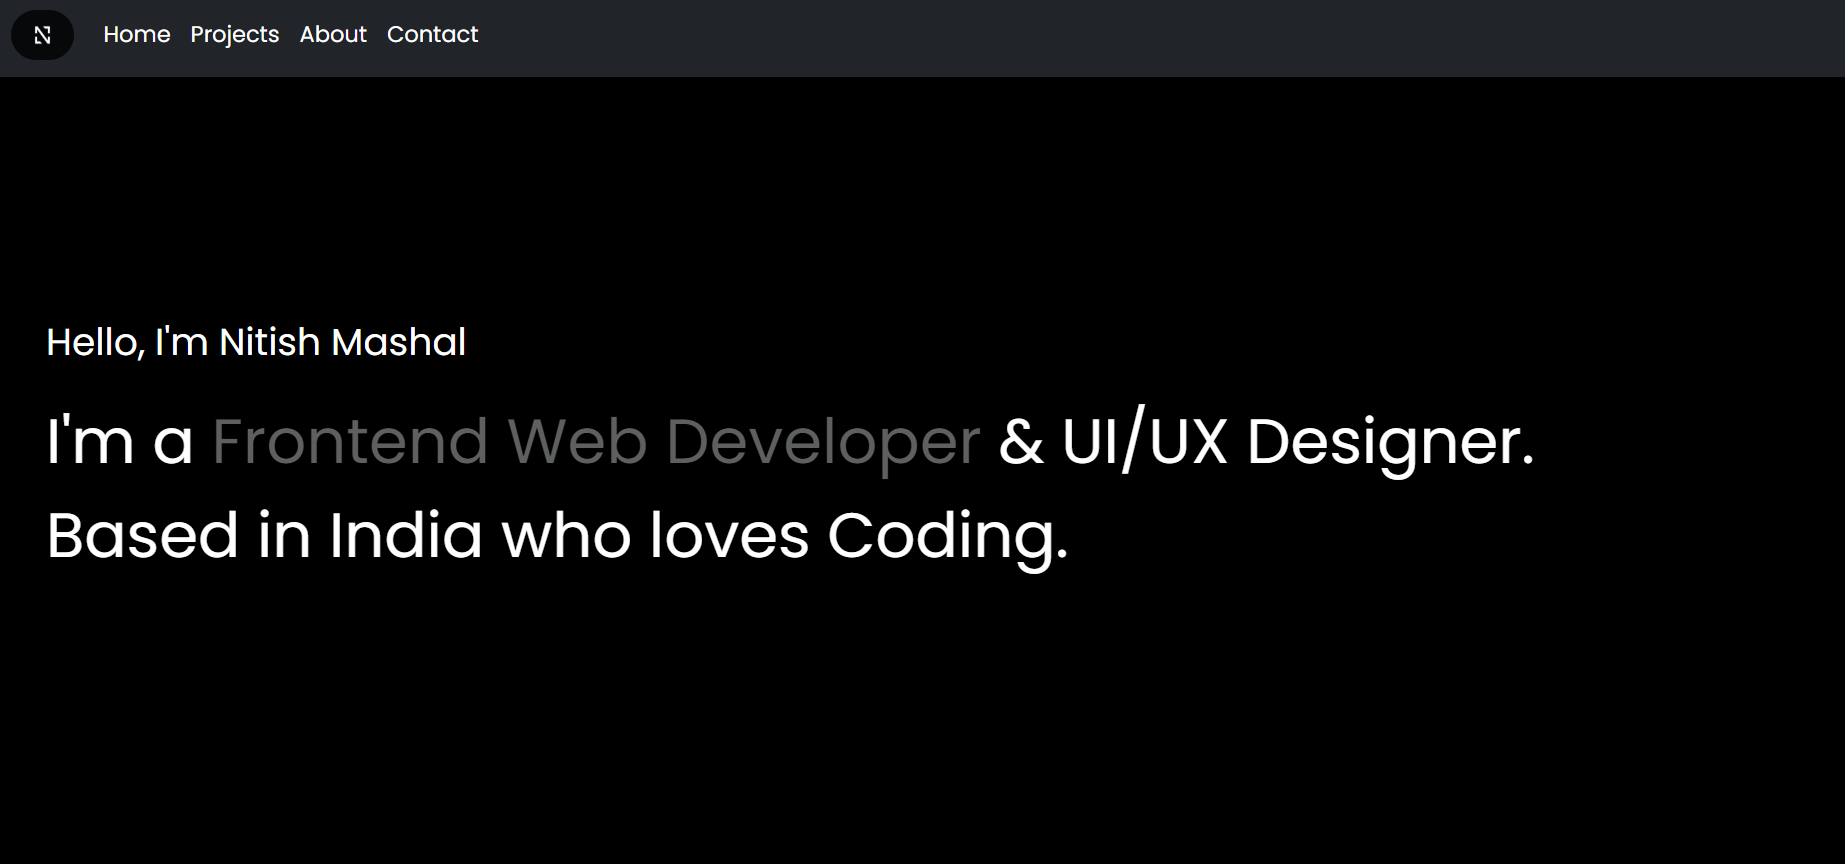 N Home Projects About Contact
Hello, I'm Nitish Mashal
I'm a Frontend Web Developer & UI/UX Designer.
Based in India who loves Coding.